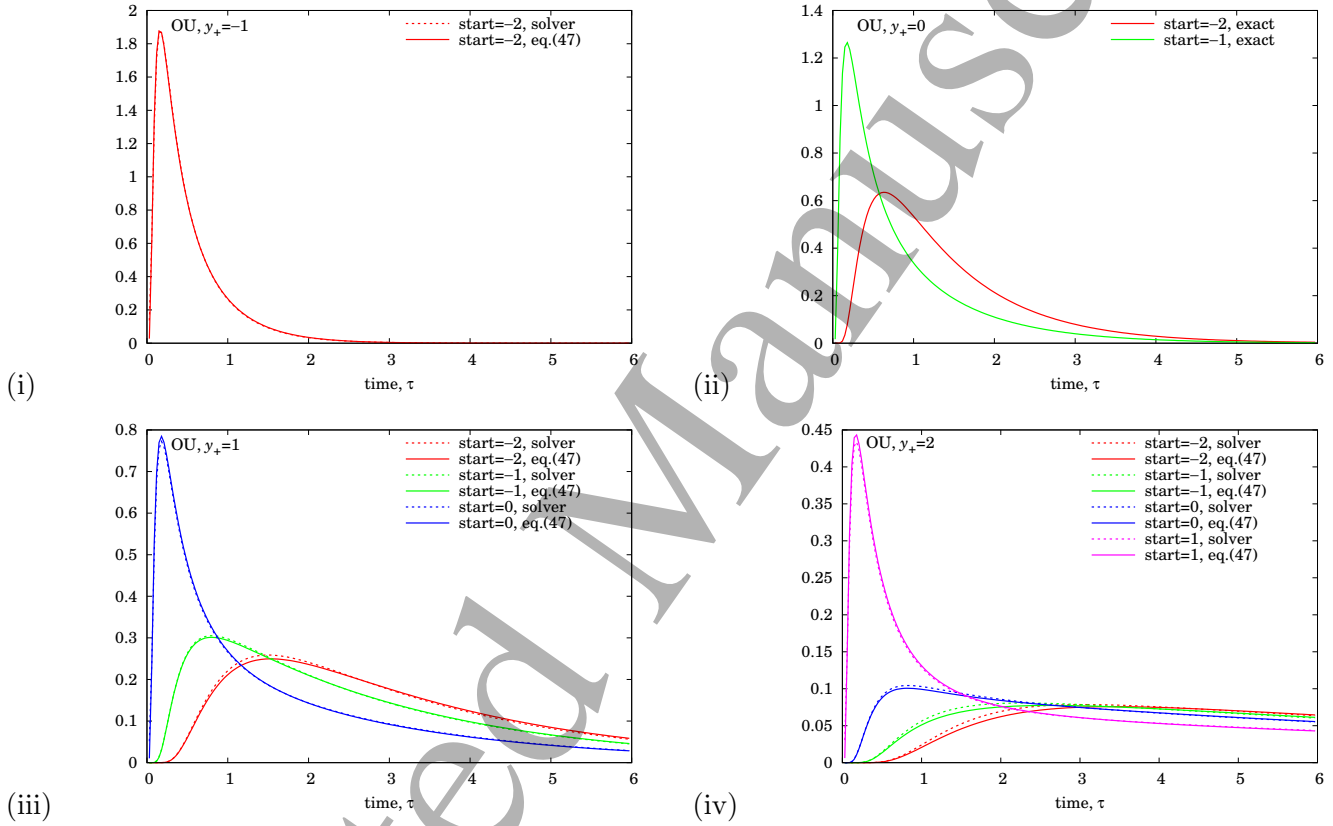 OU, y+=−1
start=−2, solver
start=−2, eq.(47)
2
1.8
1.6
1.4
1.2
1
0.8
0.6
0.4
0.2
0
0 1 2 3 4 5 6
time, τ
(i)
OU, y+=0
start=−2, exact
start=−1, exact
1.4
1.2
1
0.8
0.6
0.4
0.2
0
0 1 2 3 4 5 6
time, τ
(ii)
OU, y+=1
start=−2, solver
start=−2, eq.(47)
start=−1, solver
start=−1, eq.(47)
start=0, solver
start=0, eq.(47)
0.8
0.7
0.6
0.5
0.4
0.3
0.2
0.1
0
0 1 2 3 4 5 6
time, τ
(iii)
OU, y+=2
start=−2, solver
start=−2, eq.(47)
start=−1, solver
start=−1, eq.(47)
start=0, solver
start=0, eq.(47)
start=1, solver
start=1, eq.(47)
0.45
0.4
0.35
0.3
0.25
0.2
0.15
0.1
0.05
0
0 1 2 3 4 5 6
time, τ
(iv)
ted Manusc